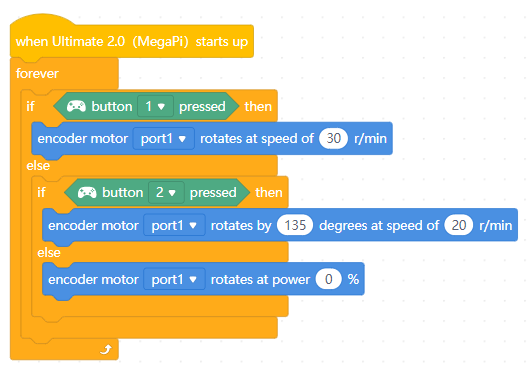 when Ultimate 2.0 (MegaPi) starts up
forever
if button 1 pressed then
encoder motor port1 rotates at speed of 30 r/min
else
if button 2 pressed then
encoder motor port1 rotates by 135 degrees at speed of 20 r/min
else
encoder motor port1 rotates at power 0 %